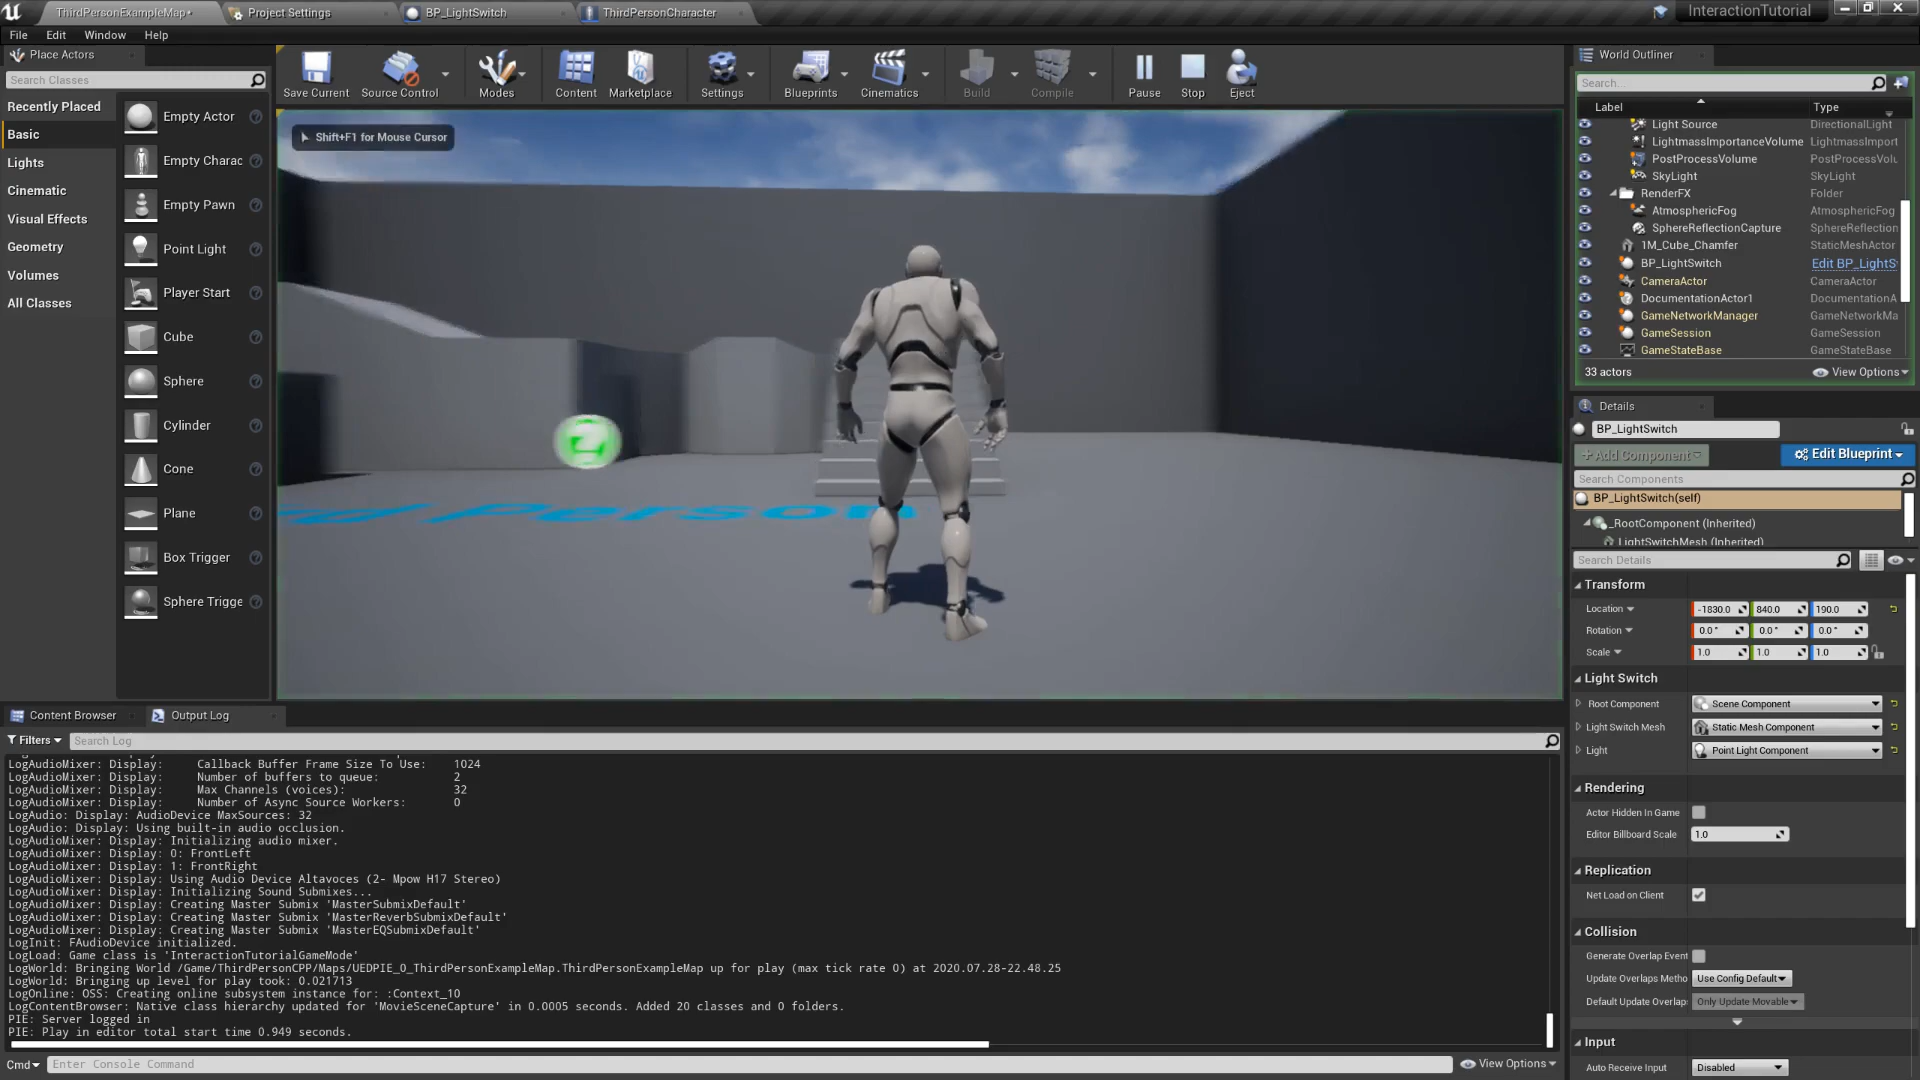 ThirdPersonExampleMap•
Project Settings
BP_LightSwitch
ThirdPersonCharacter
InteractionTutorial
File Edit Window Help
Place Actors
Search Classes
Recently Placed
Basic
Lights
Cinematic
Visual Effects
Geometry
Volumes
All Classes
Empty Actor
Empty Charac
Empty Pawn
Point Light
Player Start
Cube
Sphere
Cylinder
Cone
Plane
Box Trigger
Sphere Trigge
Save Current
Source Control
Modes
Content
Marketplace
Settings
Blueprints
Cinematics
Build
Compile
Pause
Stop
Eject
Shift+F1 for Mouse Cursor
Person
World Outliner
Search...
Label Type
Light Source DirectionalLight
LightmassImportanceVolume LightmassImport
PostProcessVolume PostProcessVolu
SkyLight SkyLight
RenderFX Folder
AtmosphericFog AtmosphericFog
SphereReflectionCapture SphereReflection
1M_Cube_Chamfer StaticMeshActor
BP_LightSwitch Edit BP_LightS
CameraActor CameraActor
DocumentationActor1 DocumentationA
GameNetworkManager GameNetworkMa
GameSession GameSession
GameStateBase GameStateBase
33 actors View Options
Details
BP_LightSwitch
+ Add Component Edit Blueprint
Search Components
BP_LightSwitch(self)
_RootComponent (Inherited)
LightSwitchMesh (Inherited)
Search Details
Transform
Location -1830.0 840.0 190.0
Rotation 0.0° 0.0° 0.0°
Scale 1.0 1.0 1.0
Light Switch
Root Component Scene Component
Light Switch Mesh Static Mesh Component
Light Point Light Component
Rendering
Actor Hidden In Game
Editor Billboard Scale 1.0
Replication
Net Load on Client
Collision
Generate Overlap Event
Update Overlaps Metho Use Config Default
Default Update Overlap Only Update Movable
Input
Auto Receive Input Disabled
Content Browser
Output Log
Filters Search Log
LogAudioMixer: Display: Callback Buffer Frame Size To Use: 1024
LogAudioMixer: Display: Number of buffers to queue: 2
LogAudioMixer: Display: Max Channels (voices): 32
LogAudioMixer: Display: Number of Async Source Workers: 0
LogAudio: Display: AudioDevice MaxSources: 32
LogAudioMixer: Display: Using built-in audio occlusion.
LogAudioMixer: Display: Initializing audio mixer.
LogAudioMixer: Display: 0: FrontLeft
LogAudioMixer: Display: 1: FrontRight
LogAudioMixer: Display: Using Audio Device Altavoces (2- Mpow H17 Stereo)
LogAudioMixer: Display: Initializing Sound Submixes...
LogAudioMixer: Display: Creating Master Submix 'MasterSubmixDefault'
LogAudioMixer: Display: Creating Master Submix 'MasterReverbSubmixDefault'
LogAudioMixer: Display: Creating Master Submix 'MasterEQSubmixDefault'
LogInit: FAudioDevice initialized.
LogLoad: Game class is 'InteractionTutorialGameMode'
LogWorld: Bringing World /Game/ThirdPersonCPP/Maps/UEDPIE_0_ThirdPersonExampleMap.ThirdPersonExampleMap up for play (max tick rate 0) at 2020.07.28-22.48.25
LogWorld: Bringing up level for play took: 0.021713
LogOnline: OSS: Creating online subsystem instance for: :Context_10
LogContentBrowser: Native class hierarchy updated for 'MovieSceneCapture' in 0.0005 seconds. Added 20 classes and 0 folders.
PIE: Server logged in
PIE: Play in editor total start time 0.949 seconds.
Cmd Enter Console Command View Options